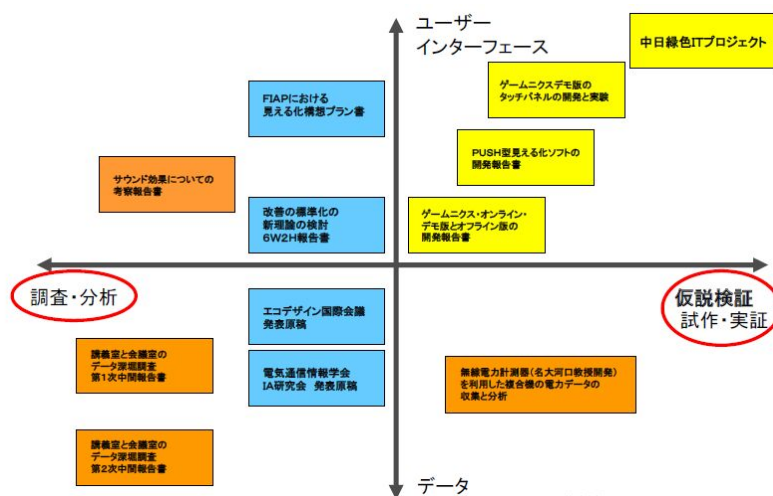 ユーザー
インターフェース
中日緑色ITプロジェクト
ゲームニクスデモ版の
タッチパネルの開発と実験
FIAPにおける
見える化構想プラン書
PUSH型見える化ソフトの
開発報告書
サウンド効果についての
考察報告書
改善の標準化の
新理論の検討
6W2H報告書
ゲームニクス・オンライン・
デモ版とオフライン版の
開発報告書
調査・分析
仮説検証
試作・実証
エコデザイン国際会議
発表原稿
講義室と会議室の
データ深堀調査
第1次中間報告書
電気通信情報学会
IA研究会 発表原稿
無線電力計測器(名大河口教授開発)
を利用した複合機の電力データの
収集と分析
講義室と会議室の
データ深堀調査
第2次中間報告書
データ